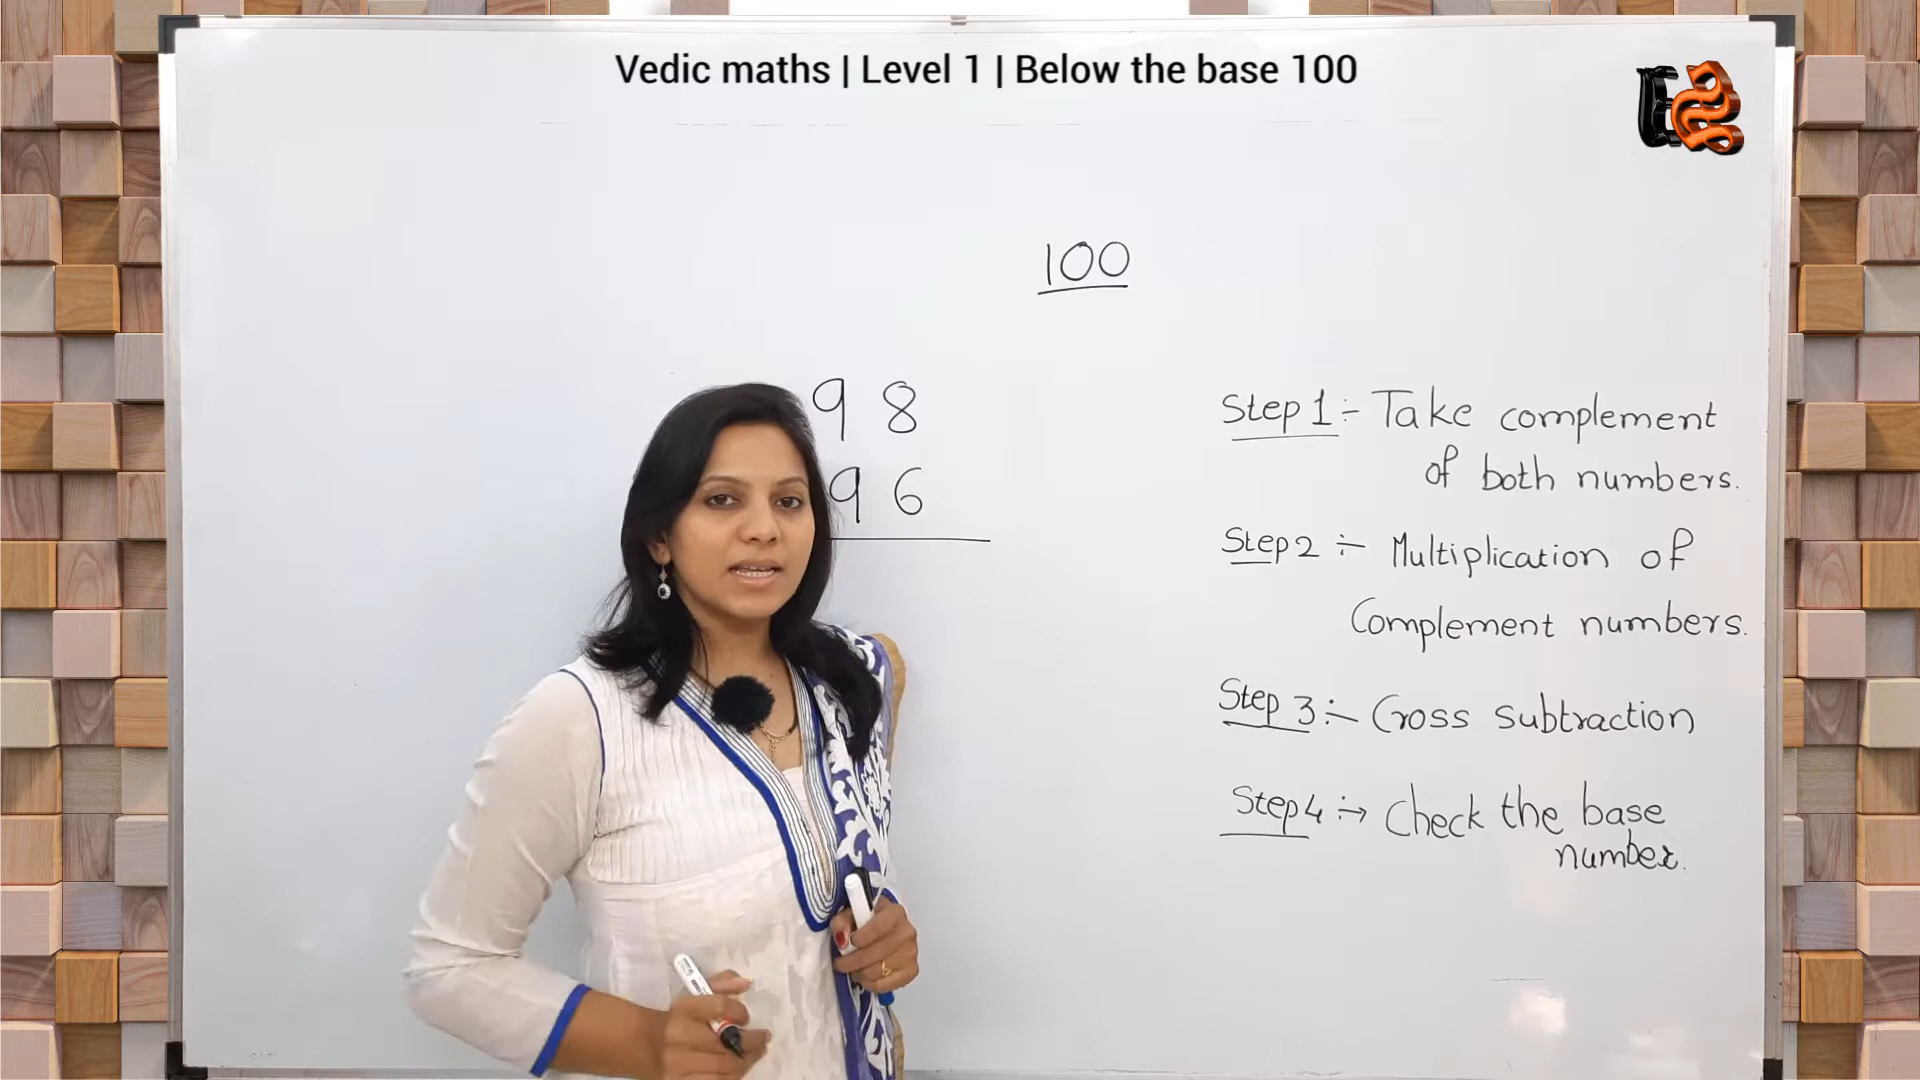 Vedic maths | Level 1 | Below the base 100
100
98
96
Step 1 :- Take complement
of both numbers.
Step 2 :- Multiplication of
Complement numbers.
Step 3 :- Cross subtraction
Step 4 :→ Check the base
number.